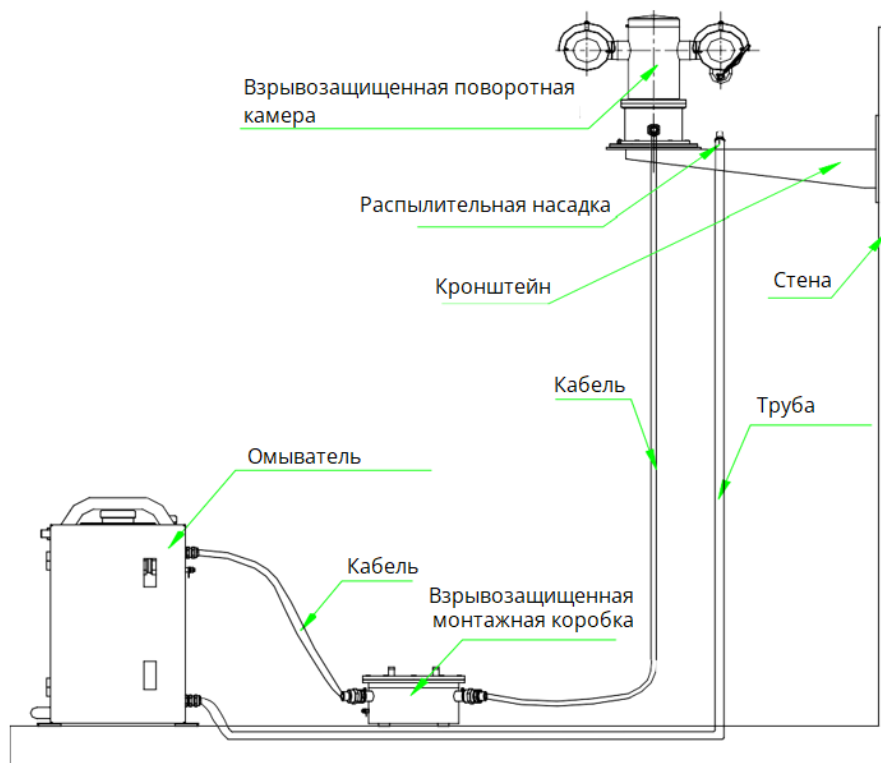 Взрывозащищенная поворотная
камера
Распылительная насадка
Кронштейн
Стена
Кабель
Труба
Омыватель
Кабель
Взрывозащищенная
монтажная коробка